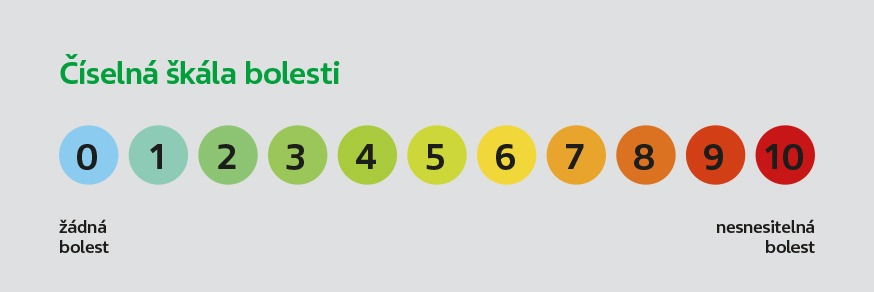 Číselná škála bolesti
0 1 2 3 4 5 6 7 8 9 10
žádná
bolest
nesnesitelná
bolest